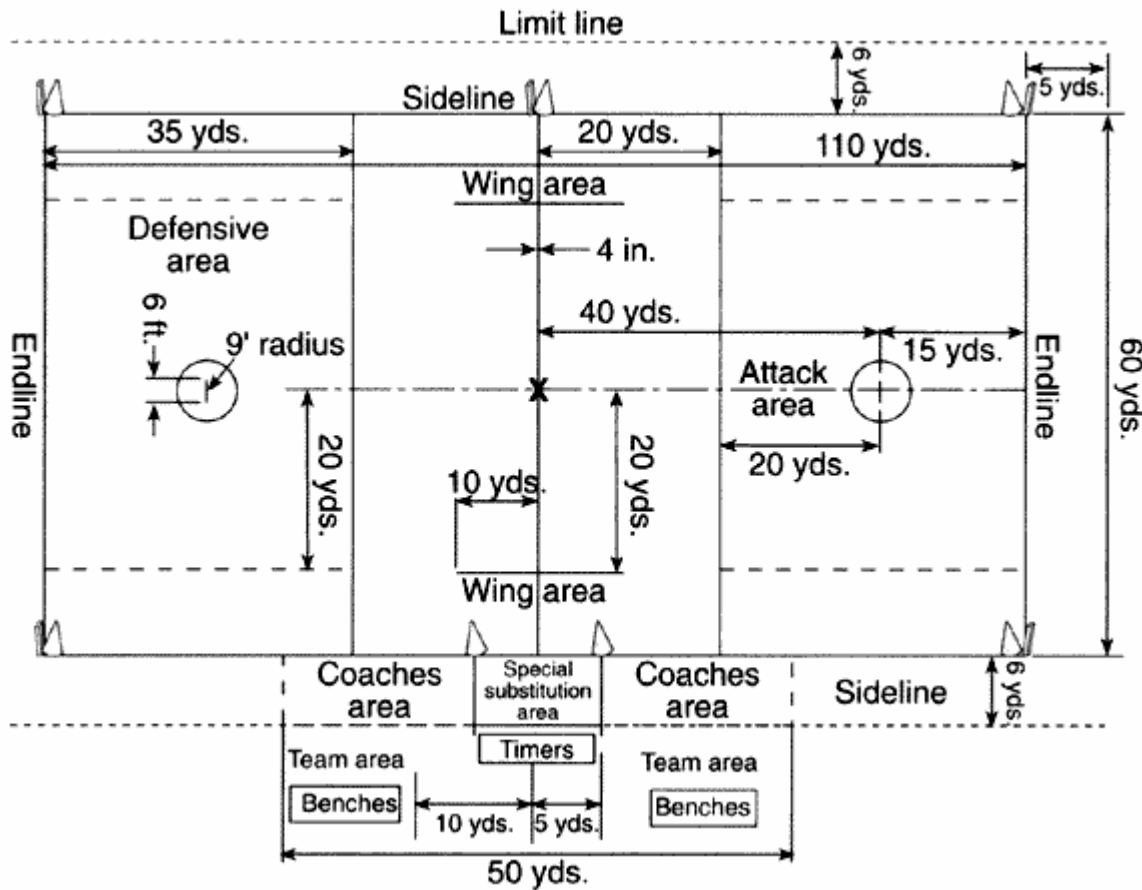 Limit line
6 yds.
5 yds.
Sideline
35 yds.
20 yds.
110 yds.
Wing area
Defensive
area
4 in.
6 ft.
40 yds.
Endline
9' radius
15 yds.
Endline
60 yds.
X
Attack
area
20 yds.
20 yds.
10 yds.
20 yds.
Wing area
Coaches
area
Special
substitution
area
Coaches
area
Sideline
6 yds.
Timers
Team area
Team area
Benches
Benches
10 yds.
5 yds.
50 yds.